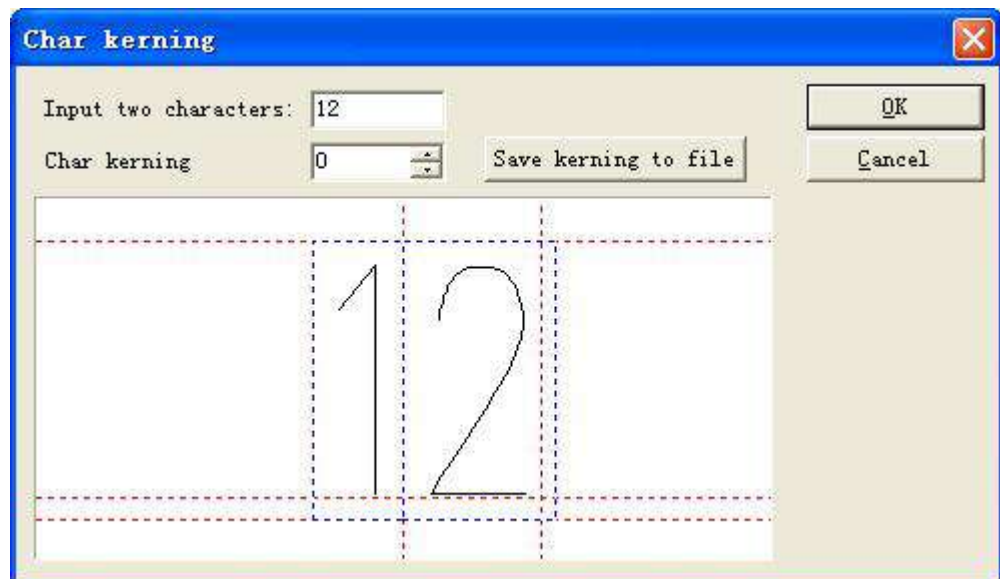 Char kerning
Input two characters: 12
OK
Char kerning 0 Save kerning to file Cancel
12